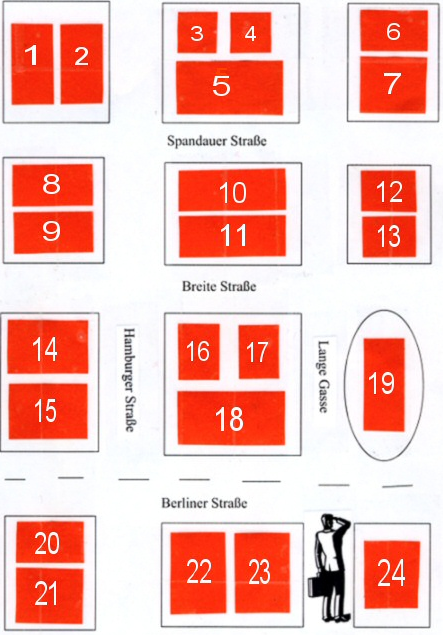 1 2 3 4 6
5 7
Spandauer Straße
8 10 12
9 11 13
Breite Straße
14 Hamburger Straße 16 17 Lange Gasse 19
15 18
Berliner Straße
20 22 23 24
21